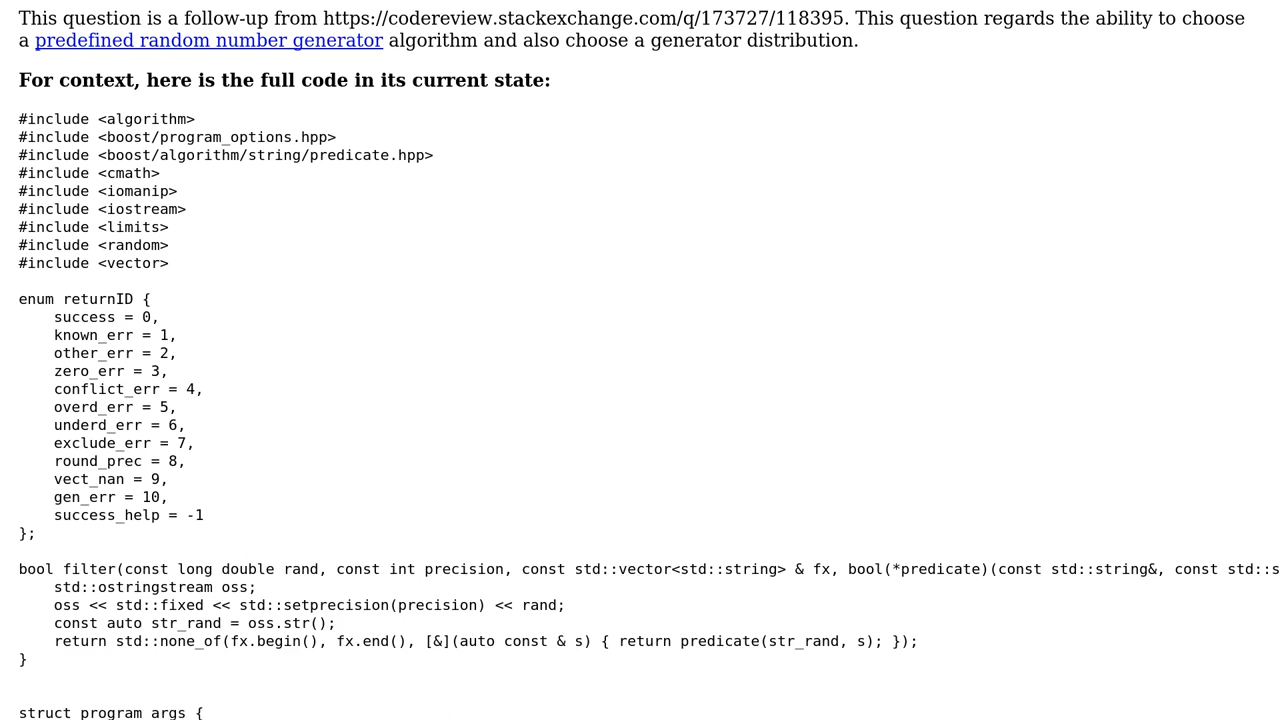 This question is a follow-up from https://codereview.stackexchange.com/q/173727/118395. This question regards the ability to choose
a predefined random number generator algorithm and also choose a generator distribution.
For context, here is the full code in its current state:
#include <algorithm>
#include <boost/program_options.hpp>
#include <boost/algorithm/string/predicate.hpp>
#include <cmath>
#include <iomanip>
#include <iostream>
#include <limits>
#include <random>
#include <vector>
enum returnID {
    success = 0,
    known_err = 1,
    other_err = 2,
    zero_err = 3,
    conflict_err = 4,
    overd_err = 5,
    underd_err = 6,
    exclude_err = 7,
    round_prec = 8,
    vect_nan = 9,
    gen_err = 10,
    success_help = -1
};
bool filter(const long double rand, const int precision, const std::vector<std::string> & fx, bool(*predicate)(const std::string&, const std::s
    std::ostringstream oss;
    oss << std::fixed << std::setprecision(precision) << rand;
    const auto str_rand = oss.str();
    return std::none_of(fx.begin(), fx.end(), [&](auto const & s) { return predicate(str_rand, s); });
}
struct program_args {